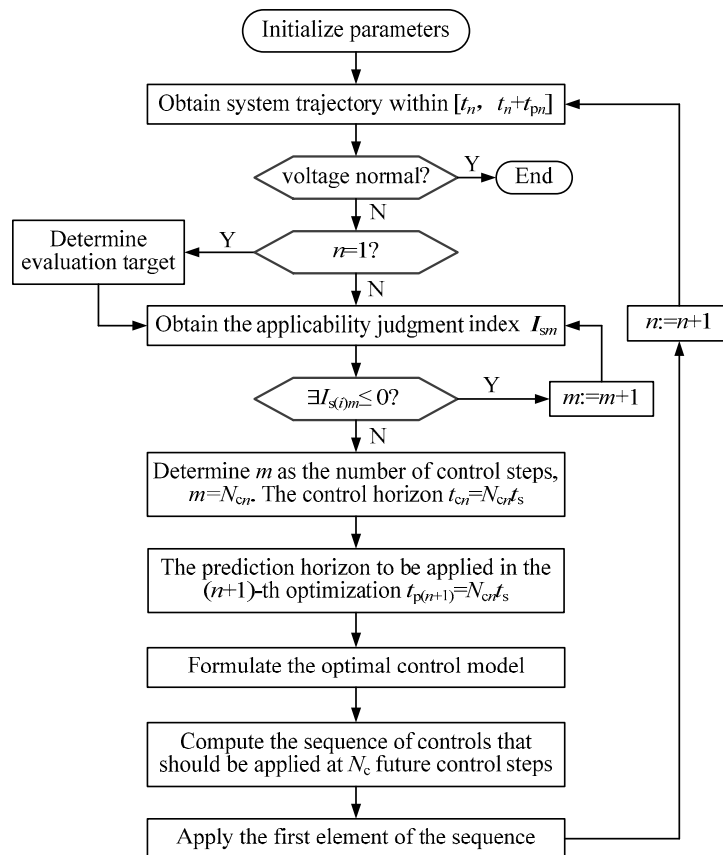 Initialize parameters
Obtain system trajectory within [tn, tn+tpn]
voltage normal?
Y
End
N
Determine
evaluation target
Y
n=1?
N
Obtain the applicability judgment index Ism
n:=n+1
∃Is(i)m≤0?
Y
m:=m+1
N
Determine m as the number of control steps,
m=Ncn. The control horizon tcn=Ncnts
The prediction horizon to be applied in the
(n+1)-th optimization tp(n+1)=Ncnts
Formulate the optimal control model
Compute the sequence of controls that
should be applied at Nc future control steps
Apply the first element of the sequence